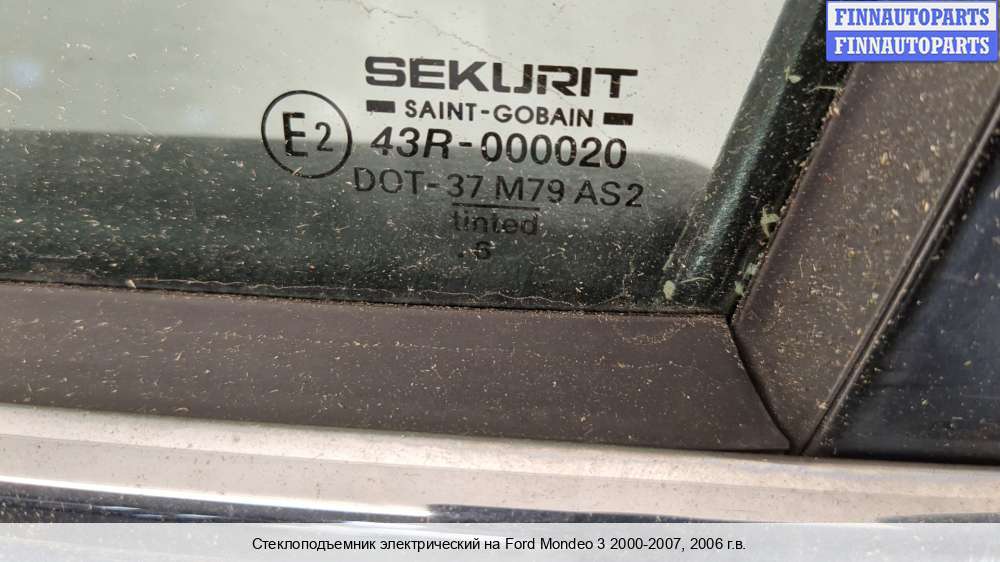 FINNAUTOPARTS
FINNAUTOPARTS
SEKURIT
SAINT-GOBAIN
E2 43R-000020
DOT-37 M79 AS2
tinted
.6
Стеклоподъемник электрический на Ford Mondeo 3 2000-2007, 2006 г.в.